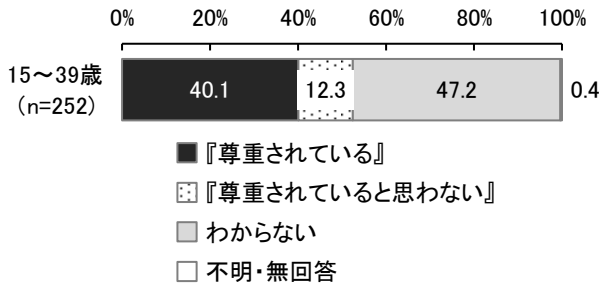 0% 20% 40% 60% 80% 100%
15～39歳
（n=252）
40.1 12.3 47.2 0.4
『尊重されている』
『尊重されていると思わない』
わからない
不明・無回答